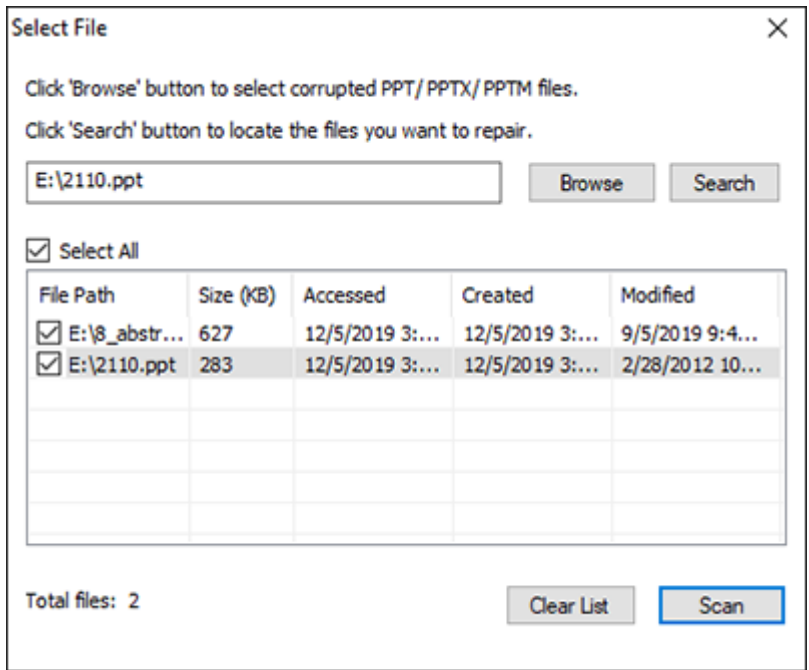 Select File
Click 'Browse' button to select corrupted PPT/ PPTX/ PPTM files.
Click 'Search' button to locate the files you want to repair.
E:\2110.ppt Browse Search
Select All
File Path Size (KB) Accessed Created Modified
E:\8_abstr... 627 12/5/2019 3:... 12/5/2019 3:... 9/5/2019 9:4...
E:\2110.ppt 283 12/5/2019 3:... 12/5/2019 3:... 2/28/2012 10...
Total files: 2 Clear List Scan